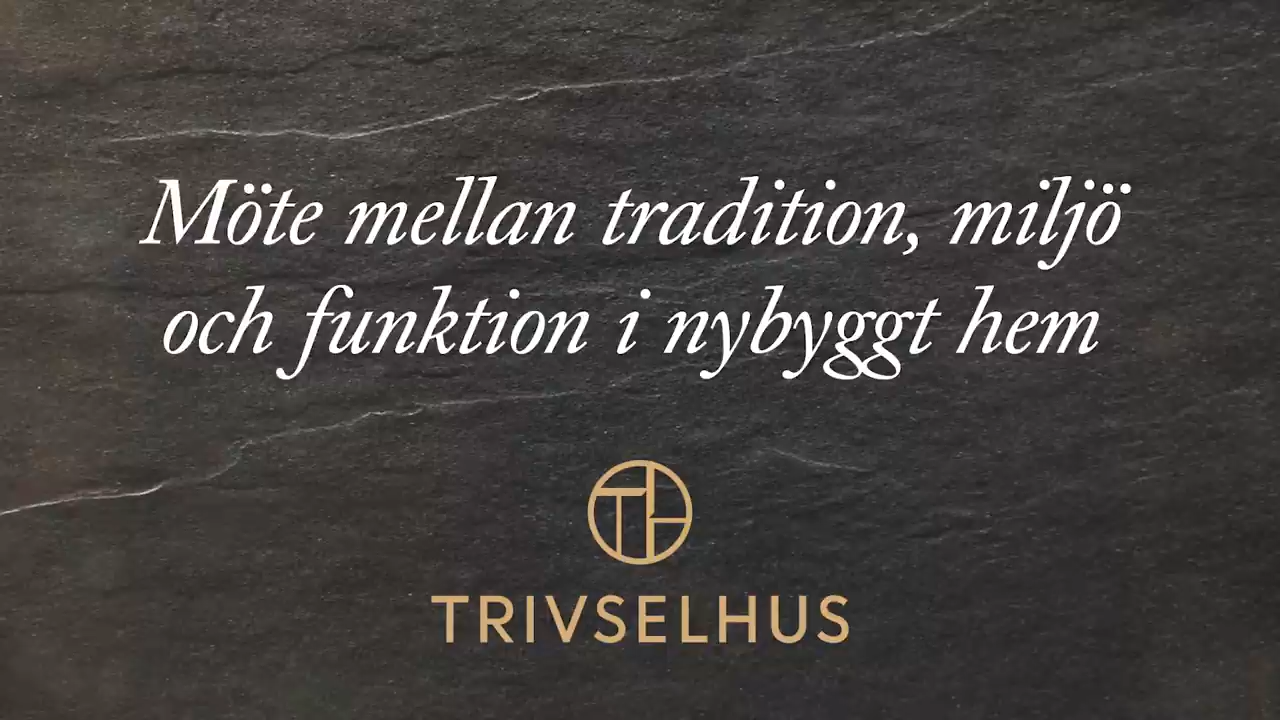 Möte mellan tradition, miljö
och funktion i nybyggt hem
TRIVSELHUS